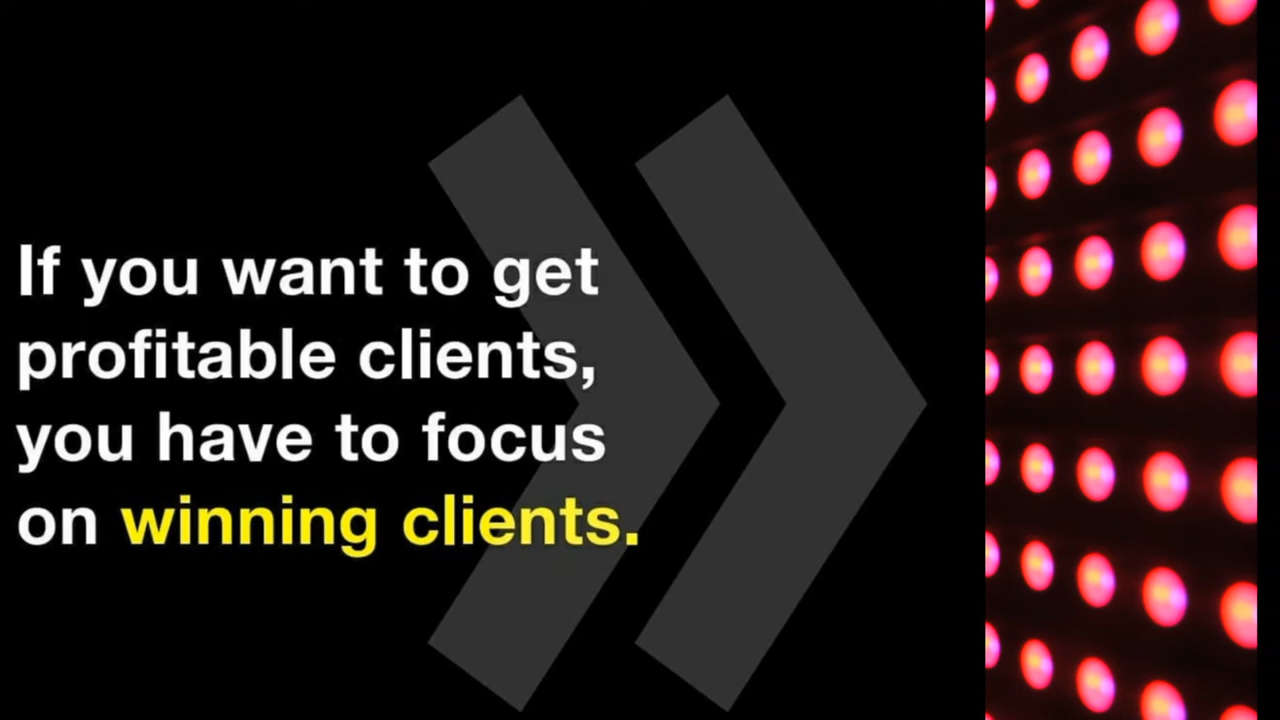 If you want to get
profitable clients,
you have to focus
on winning clients.